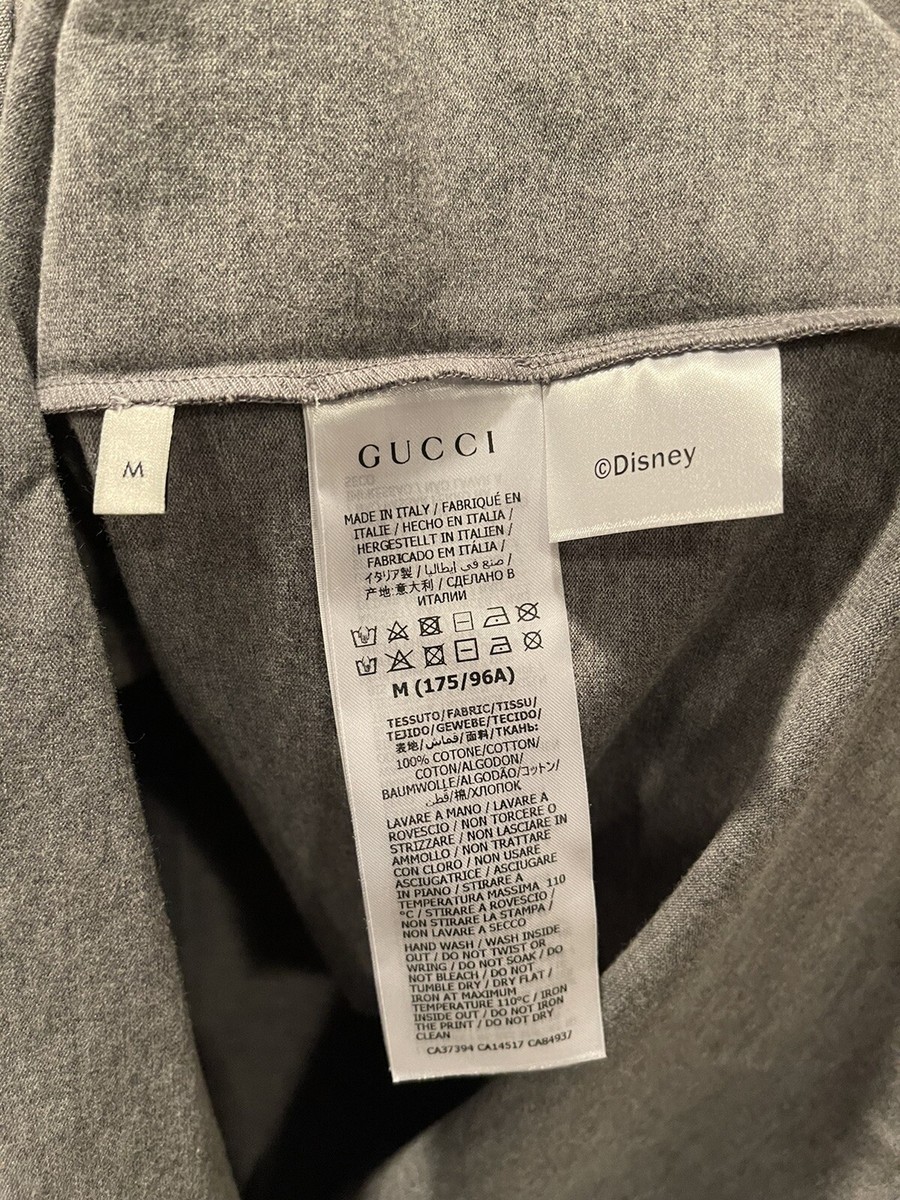 M
GUCCI
©Disney
MADE IN ITALY / FABRIQUÉ EN
ITALIE / HECHO EN ITALIA /
HERGESTELLT IN ITALIEN /
FABRICADO EM ITÁLIA /
イタリア製 / صنع في إيطاليا /
产地:意大利 / СДЕЛАНО В
ИТАЛИИ
M (175/96A)
TESSUTO/FABRIC/TISSU/
TEJIDO/GEWEBE/TECIDO/
表地/قماش/面料/ТКАНЬ:
100% COTONE/COTTON/
COTON/ALGODON/
BAUMWOLLE/ALGODÃO/コットン/
قطن/棉/ХЛОПОК
LAVARE A MANO / LAVARE A
ROVESCIO / NON TORCERE O
STRIZZARE / NON LASCIARE IN
AMMOLLO / NON TRATTARE
CON CLORO / NON USARE
ASCIUGATRICE / ASCIUGARE
IN PIANO / STIRARE A
TEMPERATURA MASSIMA 110
°C / STIRARE A ROVESCIO /
NON STIRARE LA STAMPA /
NON LAVARE A SECCO
HAND WASH / WASH INSIDE
OUT / DO NOT TWIST OR
WRING / DO NOT SOAK / DO
NOT BLEACH / DO NOT
TUMBLE DRY / DRY FLAT /
IRON AT MAXIMUM
TEMPERATURE 110°C / IRON
INSIDE OUT / DO NOT IRON
THE PRINT / DO NOT DRY
CLEAN
CA37394 CA14517 CA84937